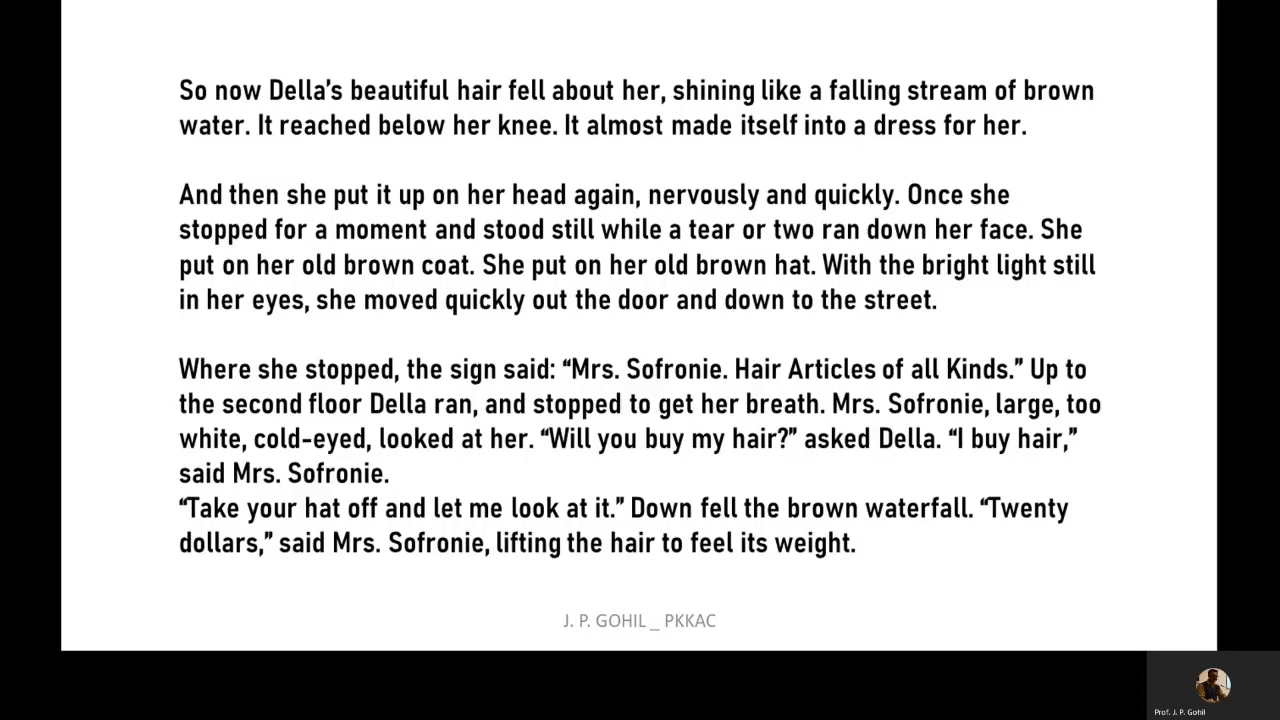 So now Della’s beautiful hair fell about her, shining like a falling stream of brown
water. It reached below her knee. It almost made itself into a dress for her.
And then she put it up on her head again, nervously and quickly. Once she
stopped for a moment and stood still while a tear or two ran down her face. She
put on her old brown coat. She put on her old brown hat. With the bright light still
in her eyes, she moved quickly out the door and down to the street.
Where she stopped, the sign said: “Mrs. Sofronie. Hair Articles of all Kinds.” Up to
the second floor Della ran, and stopped to get her breath. Mrs. Sofronie, large, too
white, cold-eyed, looked at her. “Will you buy my hair?” asked Della. “I buy hair,”
said Mrs. Sofronie.
“Take your hat off and let me look at it.” Down fell the brown waterfall. “Twenty
dollars,” said Mrs. Sofronie, lifting the hair to feel its weight.
J. P. GOHIL _ PKKAC
Prof. J. P. Gohil